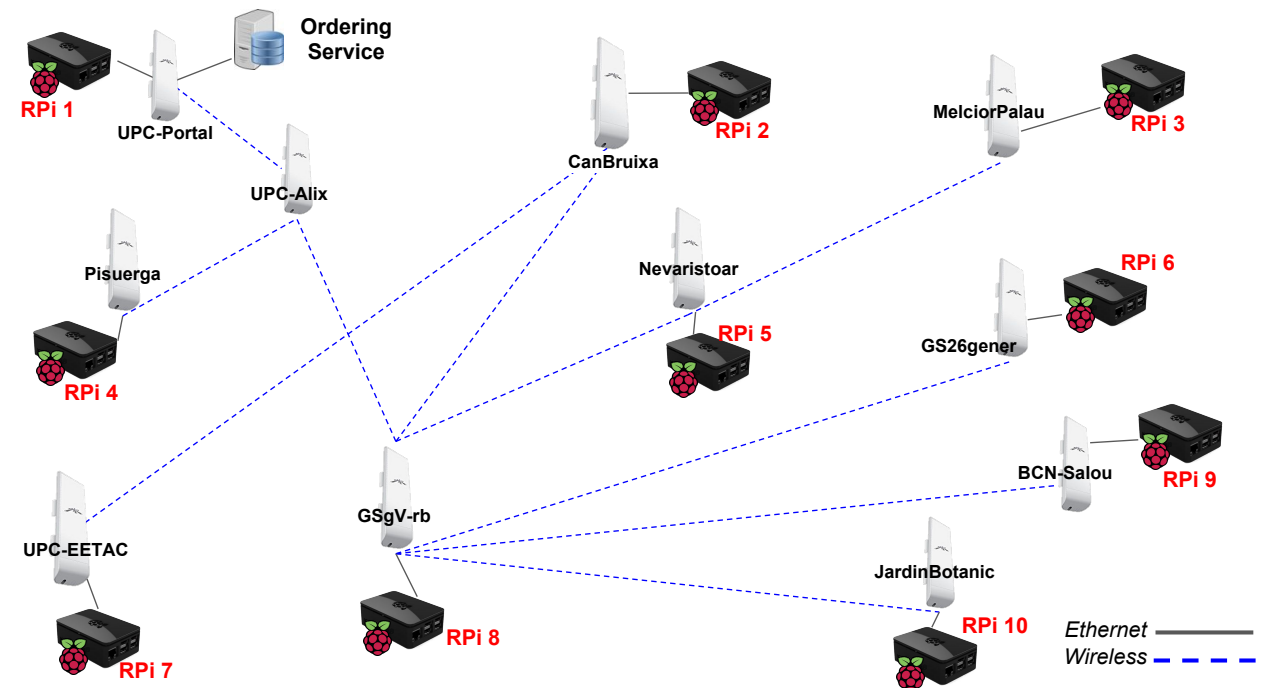 Ordering
Service
RPi 1
UPC-Portal
RPi 2
CanBruixa
MelciorPalau
RPi 3
UPC-Alix
Pisuerga
RPi 4
Nevaristoar
RPi 5
RPi 6
GS26gener
BCN-Salou
RPi 9
GSgV-rb
UPC-EETAC
JardinBotanic
RPi 7
RPi 8
RPi 10
Ethernet
Wireless